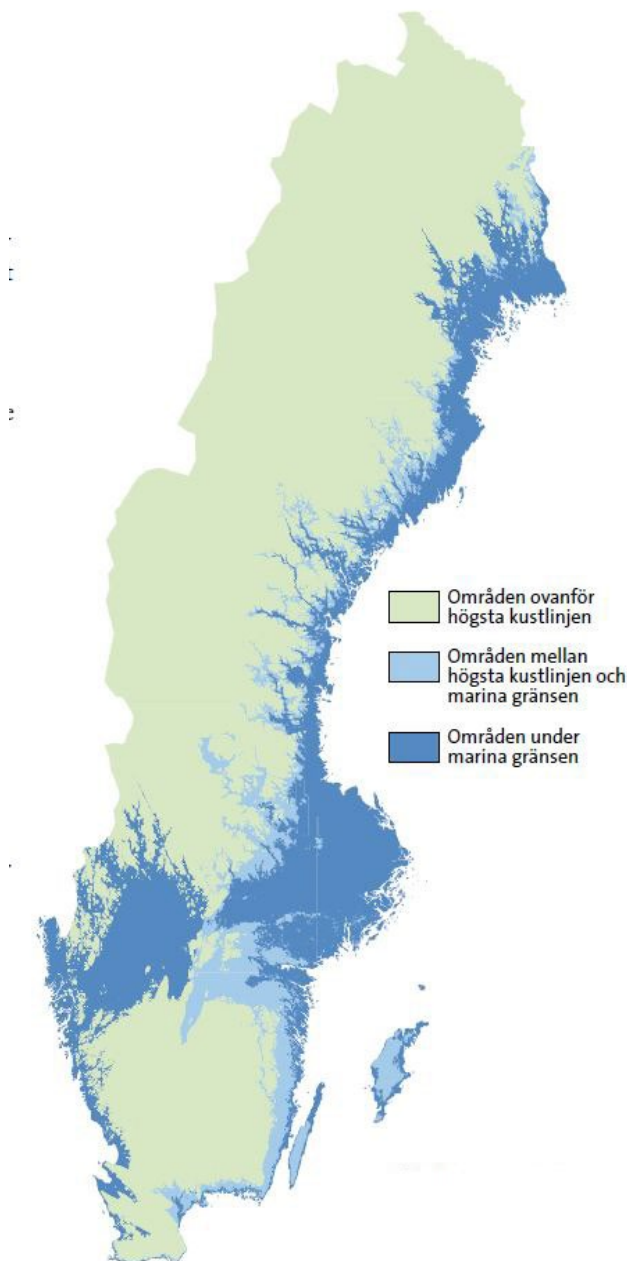 t
e
Områden ovanför
högsta kustlinjen
Områden mellan
högsta kustlinjen och
marina gränsen
Områden under
marina gränsen